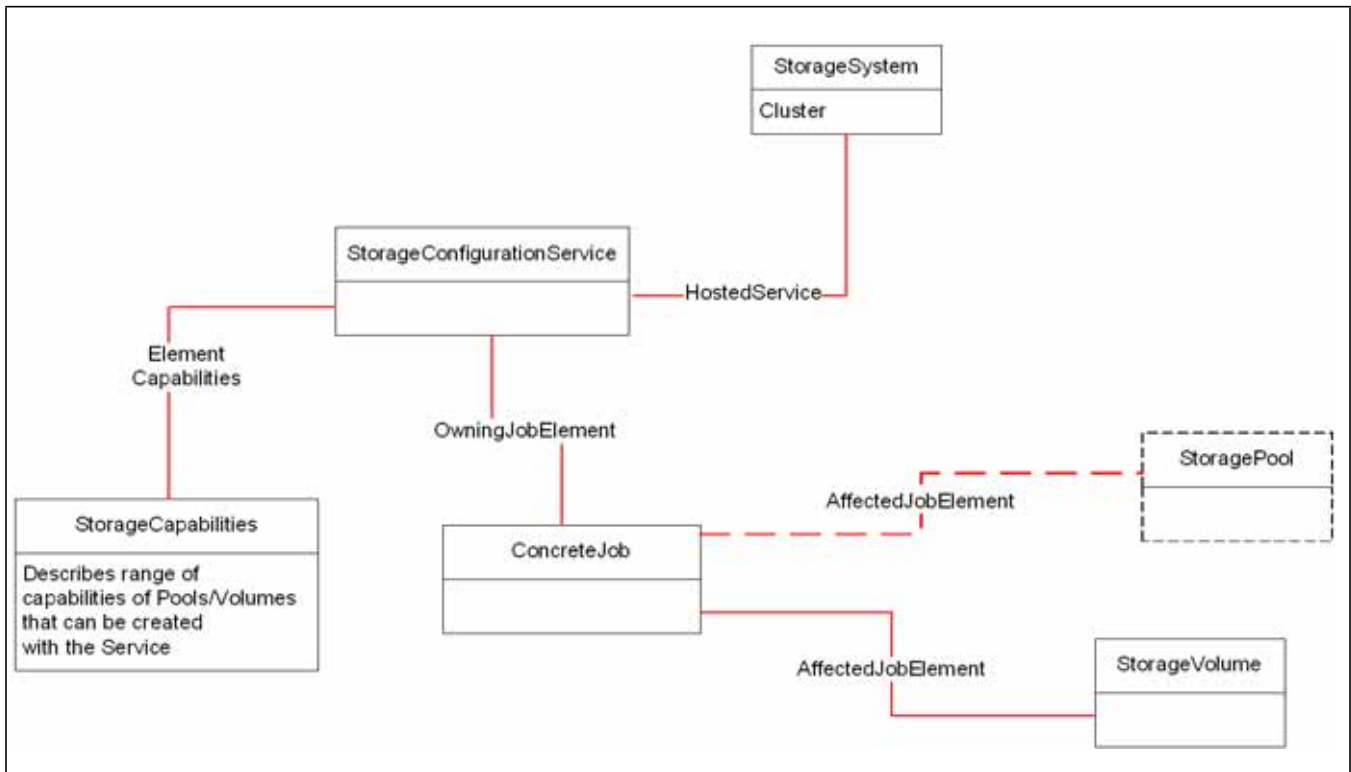 StorageSystem
Cluster
StorageConfigurationService
HostedService
Element
Capabilities
OwningJobElement
StoragePool
AffectedJobElement
StorageCapabilities
Describes range of
capabilities of Pools/Volumes
that can be created
with the Service
ConcreteJob
AffectedJobElement
StorageVolume